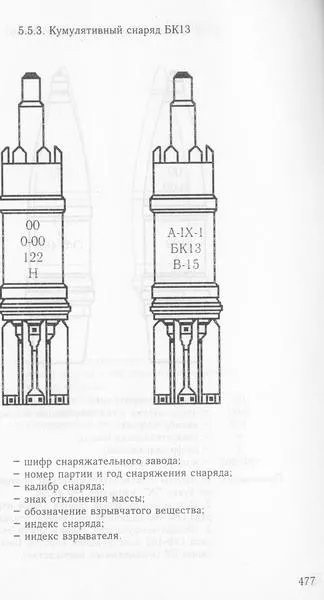 5.5.3. Кумулятивный снаряд БК13
00
0-00
122
Н
А-IX-1
БК13
В-15
– шифр снаряжательного завода;
– номер партии и год снаряжения снаряда;
– калибр снаряда;
– знак отклонения массы;
– обозначение взрывчатого вещества;
– индекс снаряда;
– индекс взрывателя.
477